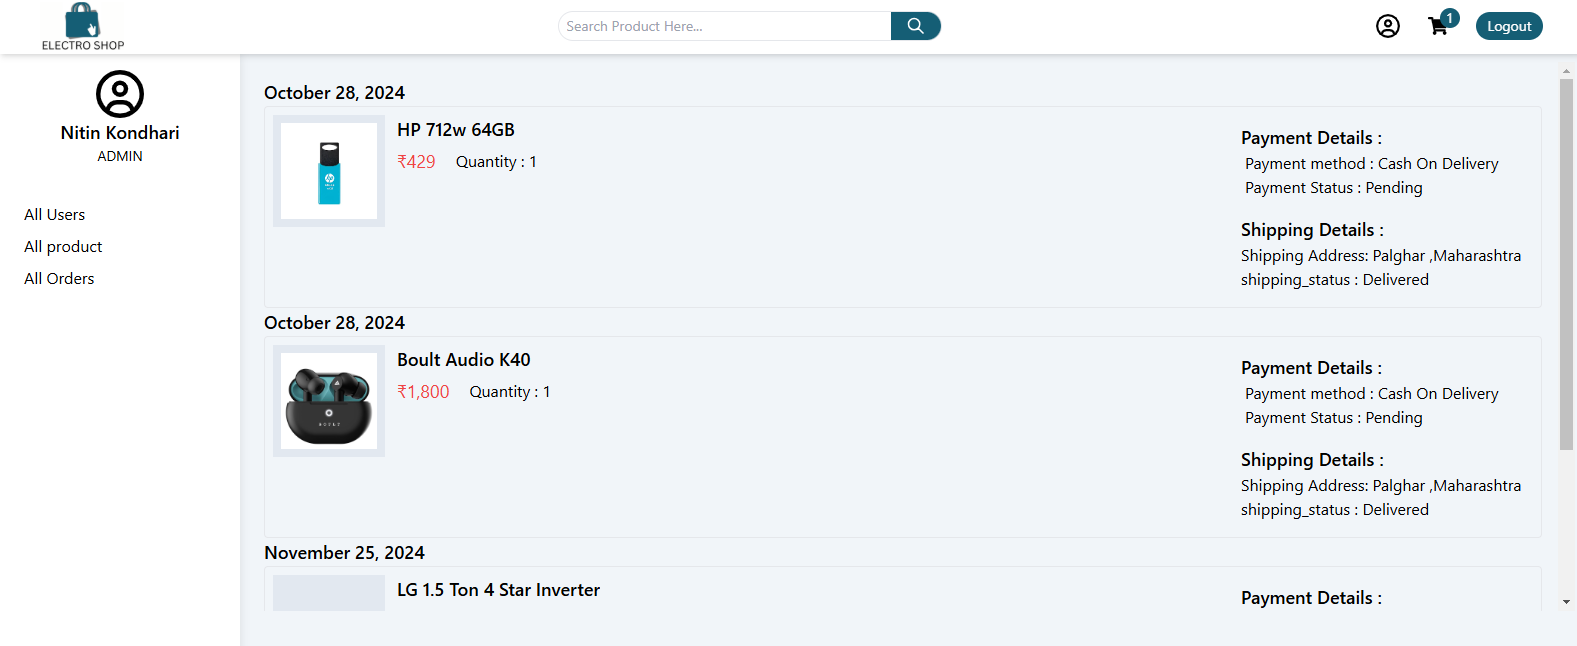 ELECTRO SHOP
Search Product Here...
1
Logout
Nitin Kondhari
ADMIN
All Users
All product
All Orders
October 28, 2024
HP 712w 64GB
₹429 Quantity : 1
Payment Details :
Payment method : Cash On Delivery
Payment Status : Pending
Shipping Details :
Shipping Address: Palghar ,Maharashtra
shipping_status : Delivered
October 28, 2024
BOULT
Boult Audio K40
₹1,800 Quantity : 1
Payment Details :
Payment method : Cash On Delivery
Payment Status : Pending
Shipping Details :
Shipping Address: Palghar ,Maharashtra
shipping_status : Delivered
November 25, 2024
LG 1.5 Ton 4 Star Inverter
Payment Details :